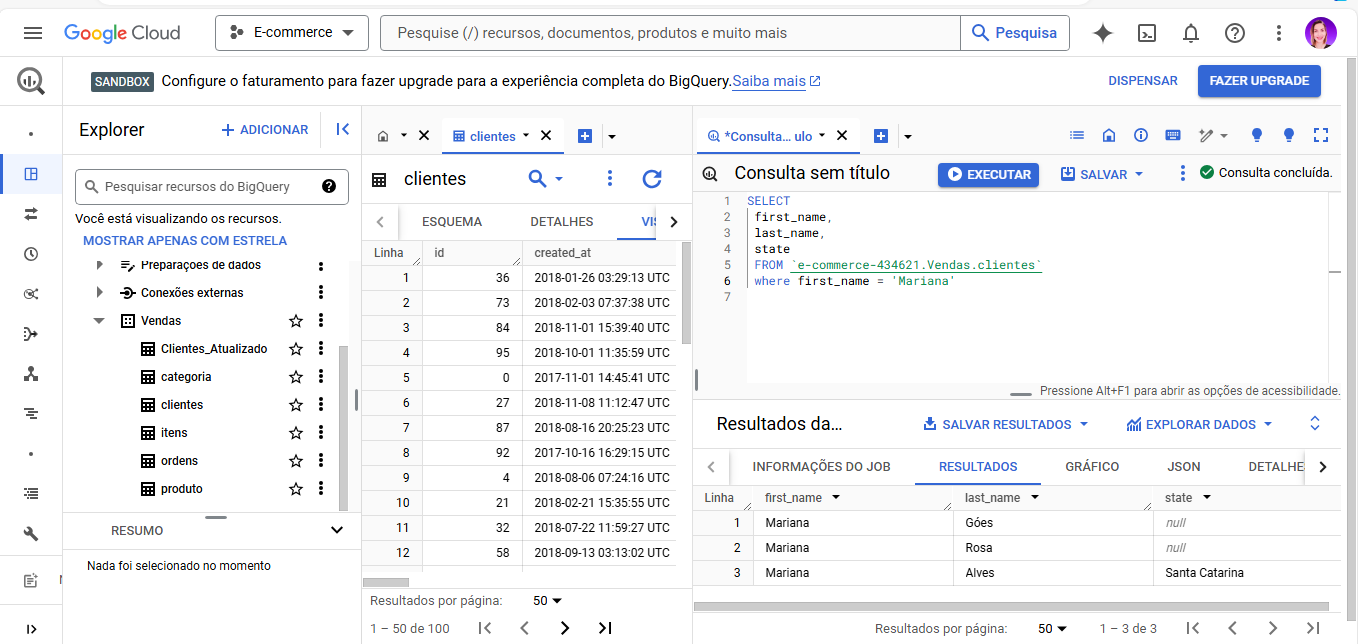 Google Cloud
E-commerce
Pesquise (/) recursos, documentos, produtos e muito mais
Pesquisa
SANDBOX Configure o faturamento para fazer upgrade para a experiência completa do BigQuery. Saiba mais
DISPENSAR
FAZER UPGRADE
Explorer
ADICIONAR
Pesquisar recursos do BigQuery
Você está visualizando os recursos.
MOSTRAR APENAS COM ESTRELA
Preparações de dados
Conexões externas
Vendas
Clientes_Atualizado
categoria
clientes
itens
ordens
produto
RESUMO
Nada foi selecionado no momento
clientes
clientes
ESQUEMA DETALHES
Linha id created_at
1 36 2018-01-26 03:29:13 UTC
2 73 2018-02-03 07:37:38 UTC
3 84 2018-11-01 15:39:40 UTC
4 95 2018-10-01 11:35:59 UTC
5 0 2017-11-01 14:45:41 UTC
6 27 2018-11-08 11:12:47 UTC
7 87 2018-08-16 20:25:23 UTC
8 92 2017-10-16 16:29:15 UTC
9 4 2018-08-06 07:24:16 UTC
10 21 2018-02-21 15:35:55 UTC
11 32 2018-07-22 11:59:27 UTC
12 58 2018-09-13 03:13:02 UTC
Resultados por página: 50
1 – 50 de 100
*Consulta... ulo
Consulta sem título
EXECUTAR
SALVAR
Consulta concluída.
1 SELECT
2 first_name,
3 last_name,
4 state
5 FROM `e-commerce-434621.Vendas.clientes`
6 where first_name = 'Mariana'
7
Pressione Alt+F1 para abrir as opções de acessibilidade.
Resultados da...
SALVAR RESULTADOS
EXPLORAR DADOS
INFORMAÇÕES DO JOB RESULTADOS GRÁFICO JSON DETALHE
Linha first_name last_name state
1 Mariana Góes null
2 Mariana Rosa null
3 Mariana Alves Santa Catarina
Resultados por página: 50 1 – 3 de 3